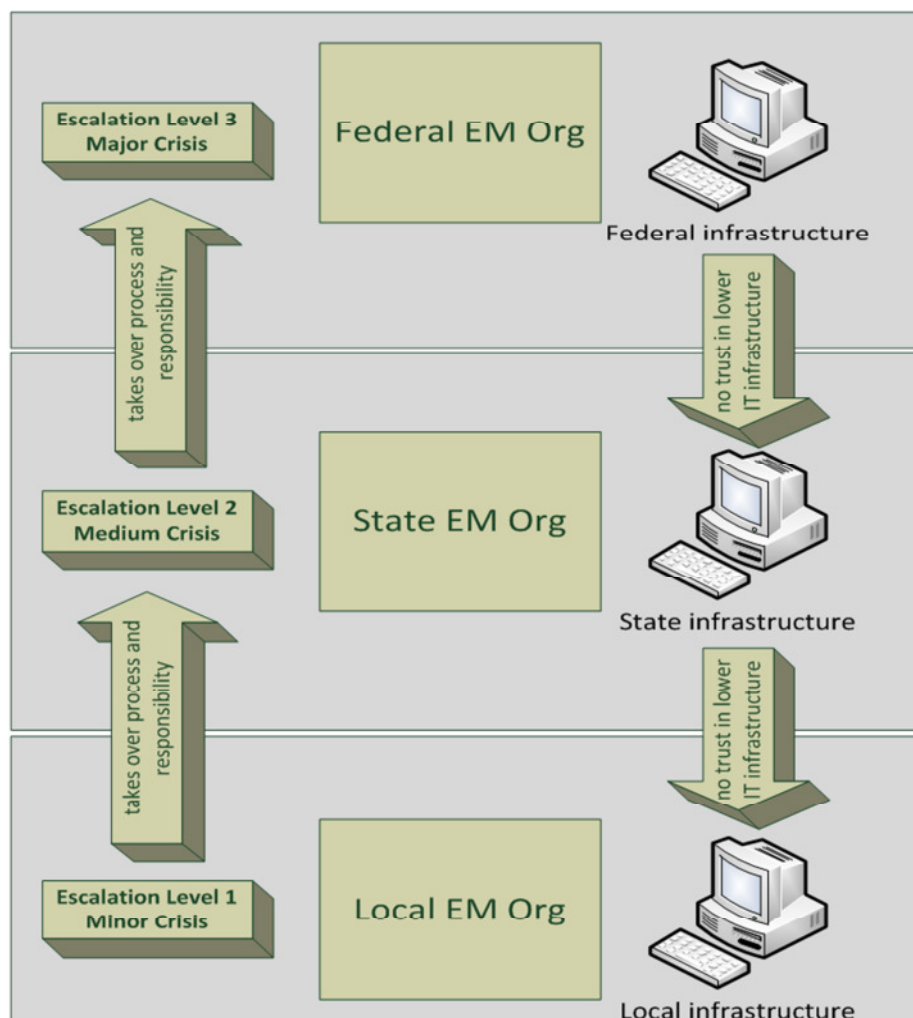 Escalation Level 3
Major Crisis
Federal EM Org
Federal infrastructure
takes over process and
responsibility
no trust in lower
IT infrastructure
Escalation Level 2
Medium Crisis
State EM Org
State infrastructure
takes over process and
responsibility
no trust in lower
IT infrastructure
Escalation Level 1
Minor Crisis
Local EM Org
Local infrastructure